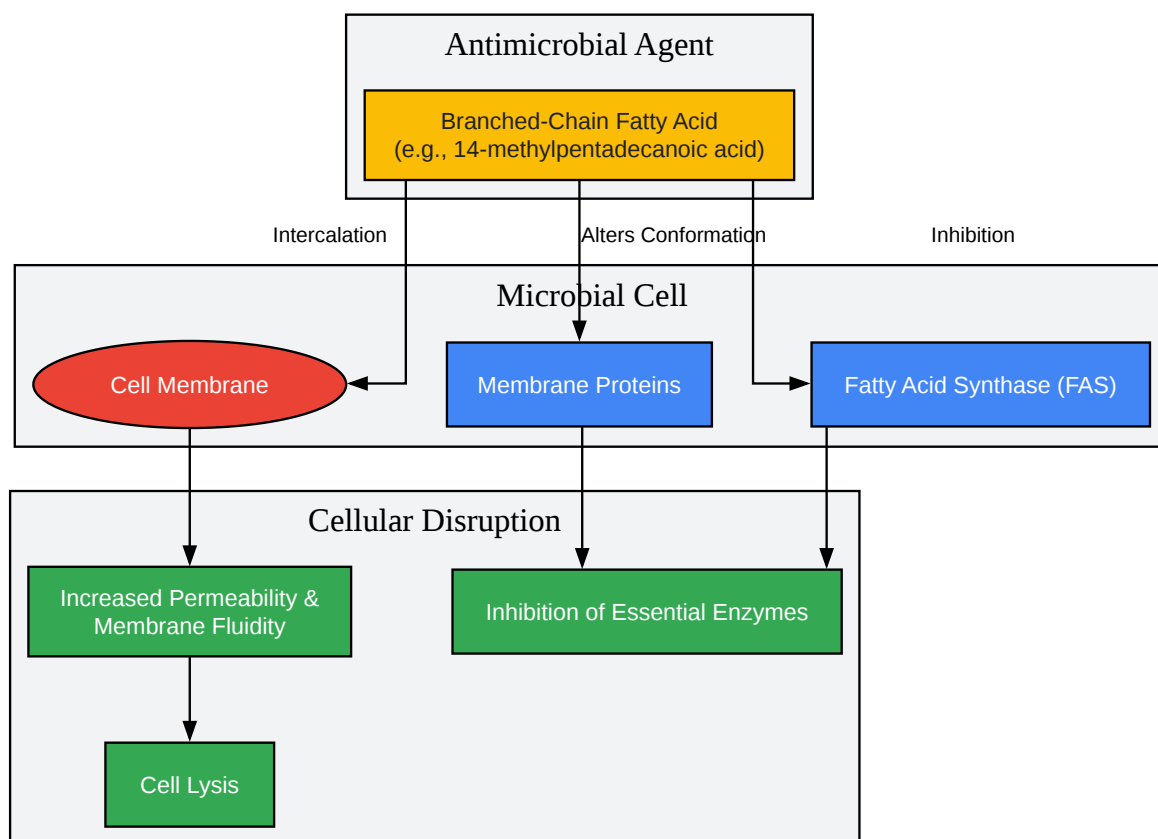 Antimicrobial Agent
Branched-Chain Fatty Acid
(e.g., 14-methylpentadecanoic acid)
Intercalation
Alters Conformation
Inhibition
Microbial Cell
Cell Membrane
Membrane Proteins
Fatty Acid Synthase (FAS)
Cellular Disruption
Increased Permeability &
Membrane Fluidity
Inhibition of Essential Enzymes
Cell Lysis